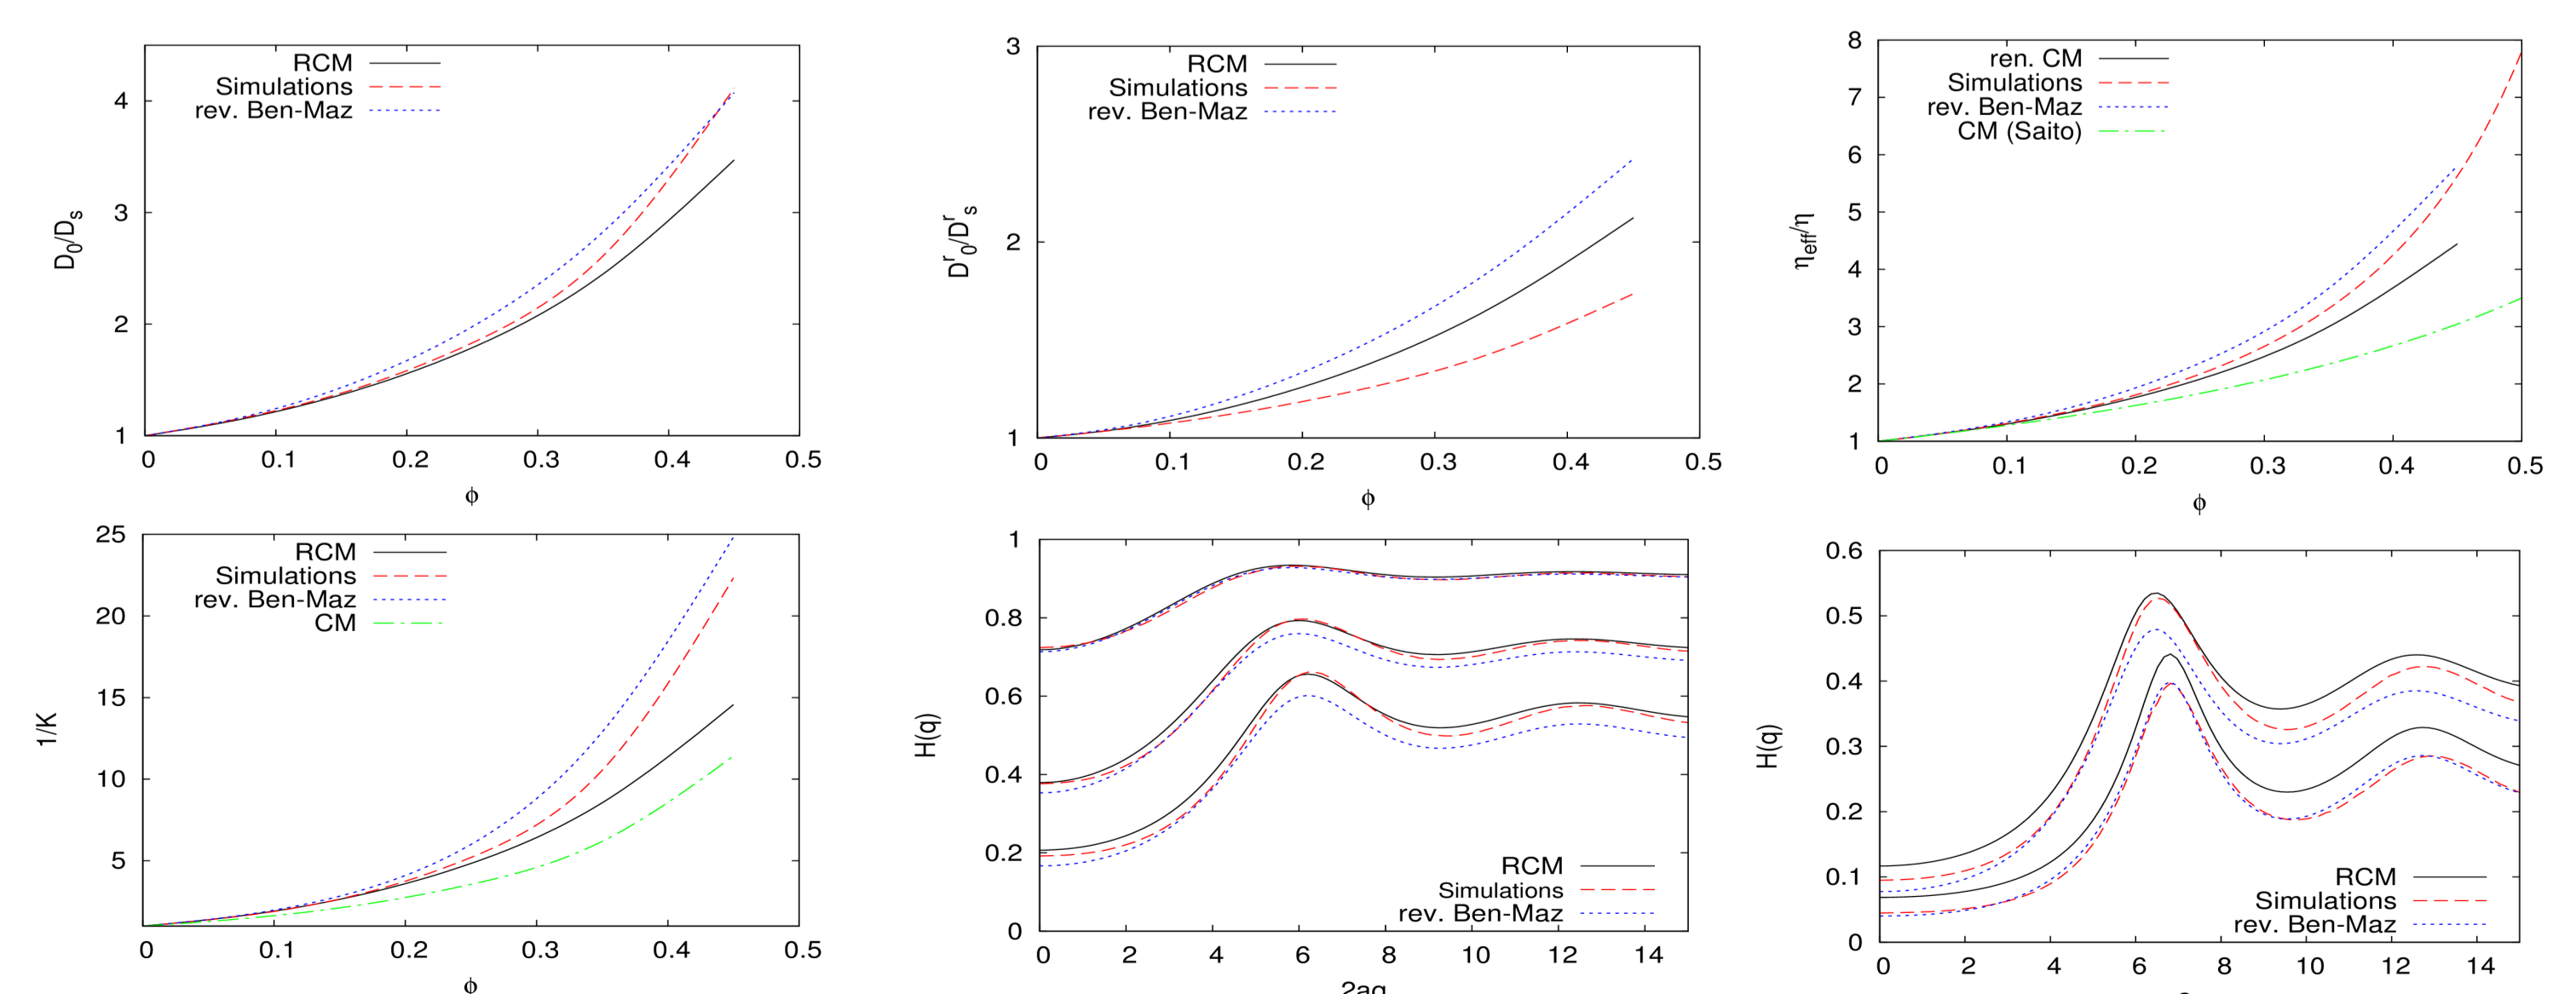 RCM
Simulations
rev. Ben-Maz
4
3
2
1
D0/Ds
0 0.1 0.2 0.3 0.4 0.5
ϕ
RCM
Simulations
rev. Ben-Maz
3
2
1
Dr0/Drs
0 0.1 0.2 0.3 0.4 0.5
ϕ
ren. CM
Simulations
rev. Ben-Maz
CM (Saito)
8
7
6
5
4
3
2
1
ηeff/η
0 0.1 0.2 0.3 0.4 0.5
ϕ
RCM
Simulations
rev. Ben-Maz
CM
25
20
15
10
5
1/K
0 0.1 0.2 0.3 0.4 0.5
ϕ
1
0.8
0.6
0.4
0.2
0
H(q)
RCM
Simulations
rev. Ben-Maz
0 2 4 6 8 10 12 14
2aq
0.6
0.5
0.4
0.3
0.2
0.1
0
H(q)
RCM
Simulations
rev. Ben-Maz
0 2 4 6 8 10 12 14